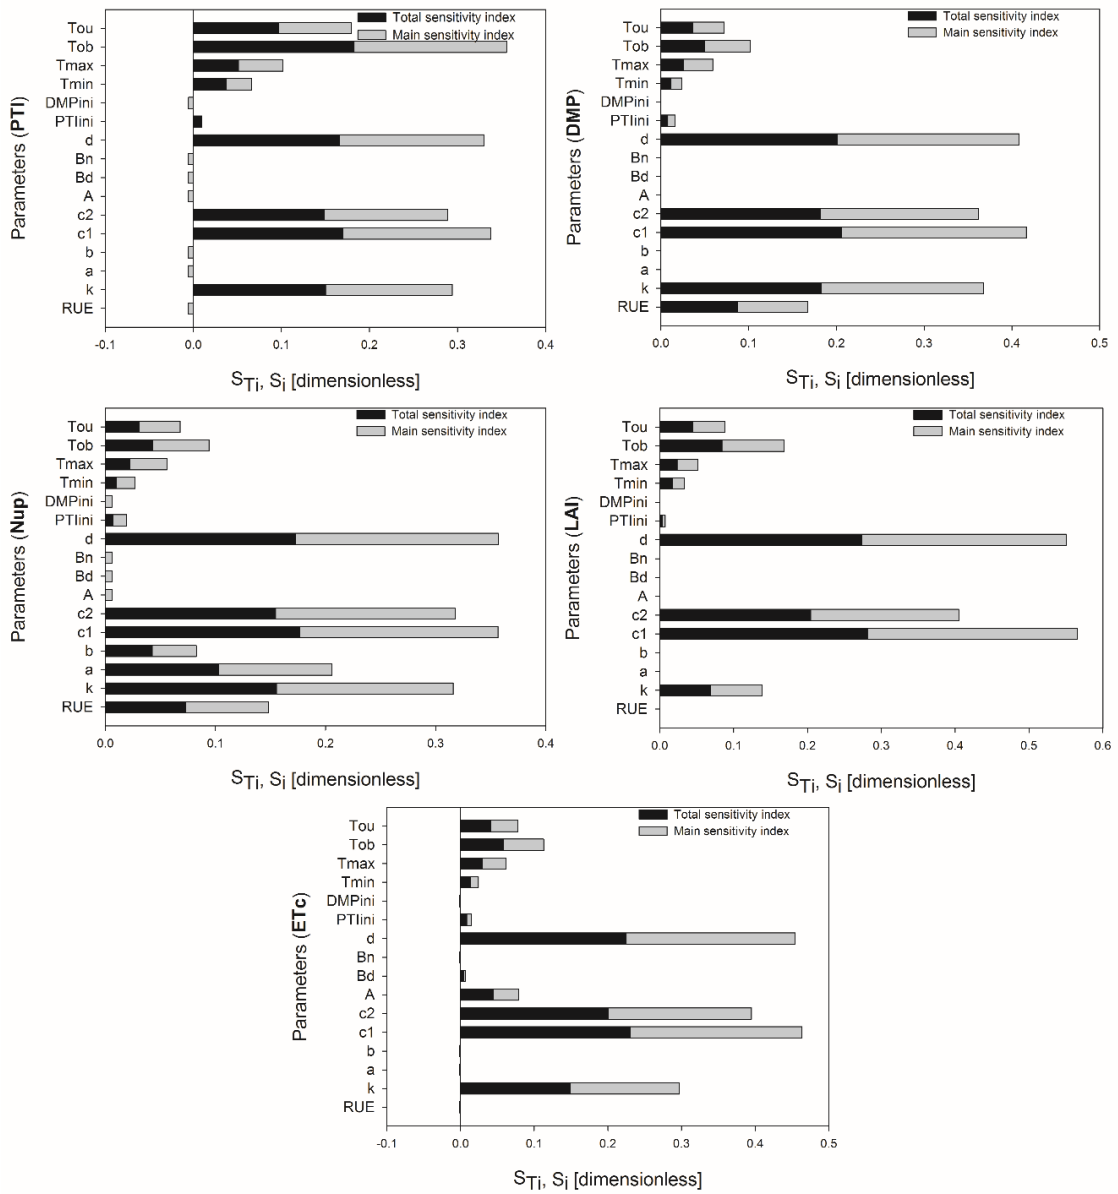 Total sensitivity index
Main sensitivity index
Parameters (PTI)
Tou
Tob
Tmax
Tmin
DMPini
PTIini
d
Bn
Bd
A
c2
c1
b
a
k
RUE
-0.1 0.0 0.1 0.2 0.3 0.4
STi, Si [dimensionless]
Total sensitivity index
Main sensitivity index
Parameters (DMP)
Tou
Tob
Tmax
Tmin
DMPini
PTIini
d
Bn
Bd
A
c2
c1
b
a
k
RUE
0.0 0.1 0.2 0.3 0.4 0.5
STi, Si [dimensionless]
Total sensitivity index
Main sensitivity index
Parameters (Nup)
Tou
Tob
Tmax
Tmin
DMPini
PTIini
d
Bn
Bd
A
c2
c1
b
a
k
RUE
0.0 0.1 0.2 0.3 0.4
STi, Si [dimensionless]
Total sensitivity index
Main sensitivity index
Parameters (LAI)
Tou
Tob
Tmax
Tmin
DMPini
PTIini
d
Bn
Bd
A
c2
c1
b
a
k
RUE
0.0 0.1 0.2 0.3 0.4 0.5 0.6
STi, Si [dimensionless]
Total sensitivity index
Main sensitivity index
Parameters (ETc)
Tou
Tob
Tmax
Tmin
DMPini
PTIini
d
Bn
Bd
A
c2
c1
b
a
k
RUE
-0.1 0.0 0.1 0.2 0.3 0.4 0.5
STi, Si [dimensionless]